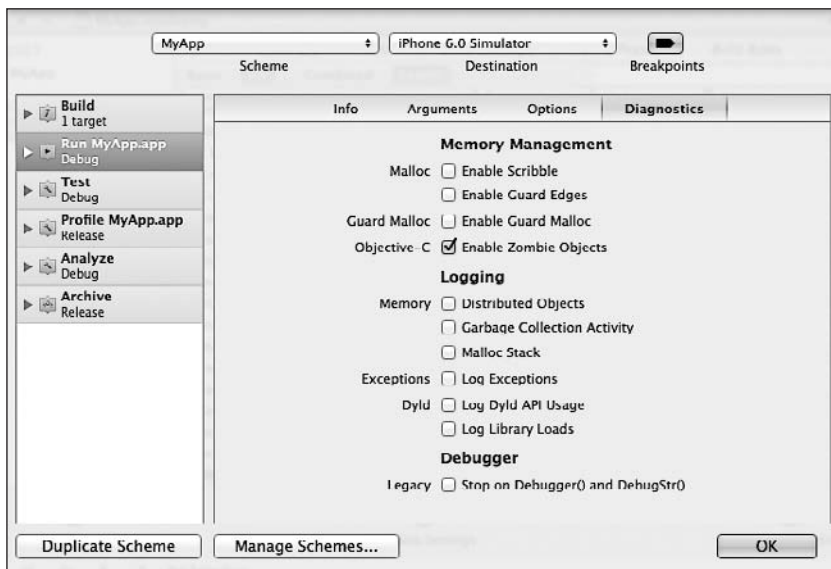 MyApp
iPhone 6.0 Simulator
Scheme
Destination
Breakpoints
Build
1 target
Run MyApp.app
Debug
Test
Debug
Profile MyApp.app
Release
Analyze
Debug
Archive
Release
Info Arguments Options Diagnostics
Memory Management
Malloc Enable Scribble
Enable Guard Edges
Guard Malloc Enable Guard Malloc
Objective-C Enable Zombie Objects
Logging
Memory Distributed Objects
Garbage Collection Activity
Malloc Stack
Exceptions Log Exceptions
Dyld Log Dyld API Usage
Log Library Loads
Debugger
Legacy Stop on Debugger() and DebugStr()
Duplicate Scheme
Manage Schemes...
OK